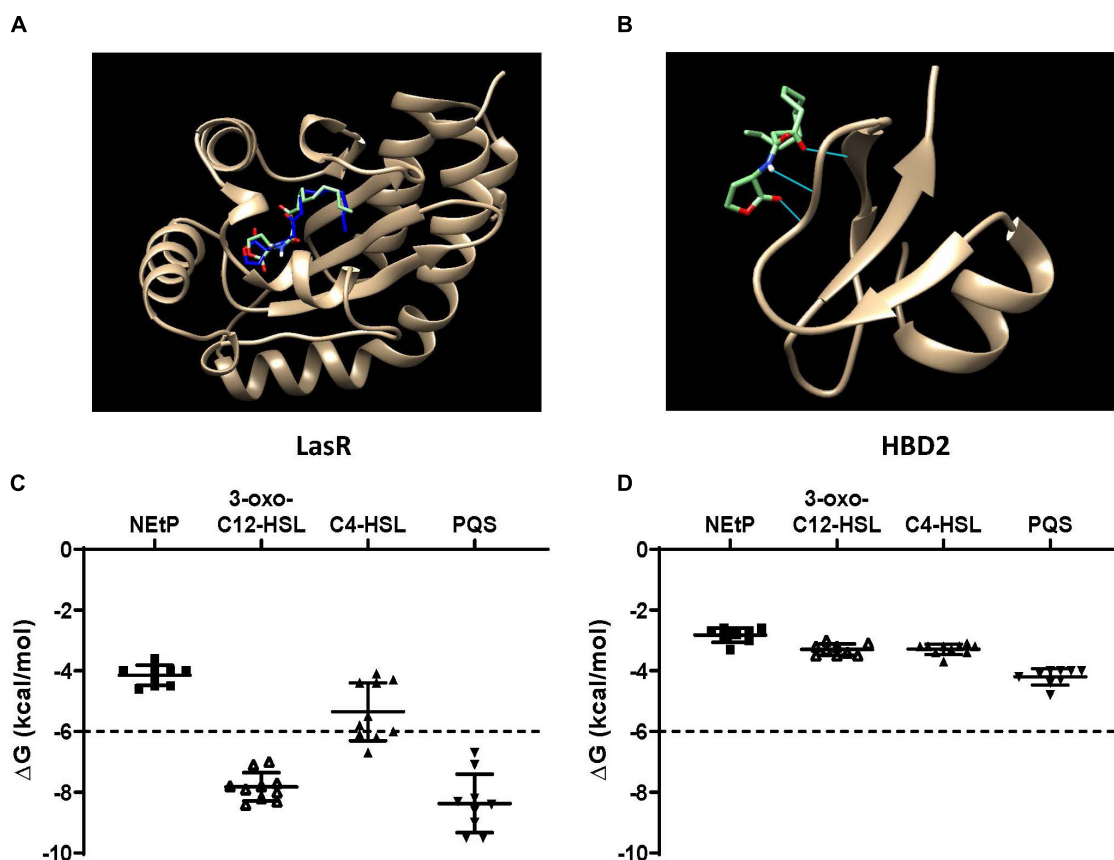 A
B
LasR
HBD2
C
NEtP
3-oxo-
C12-HSL
C4-HSL
PQS
0
-2
-4
-6
-8
-10
ΔG (kcal/mol)
D
NEtP
3-oxo-
C12-HSL
C4-HSL
PQS
0
-2
-4
-6
-8
-10
ΔG (kcal/mol)